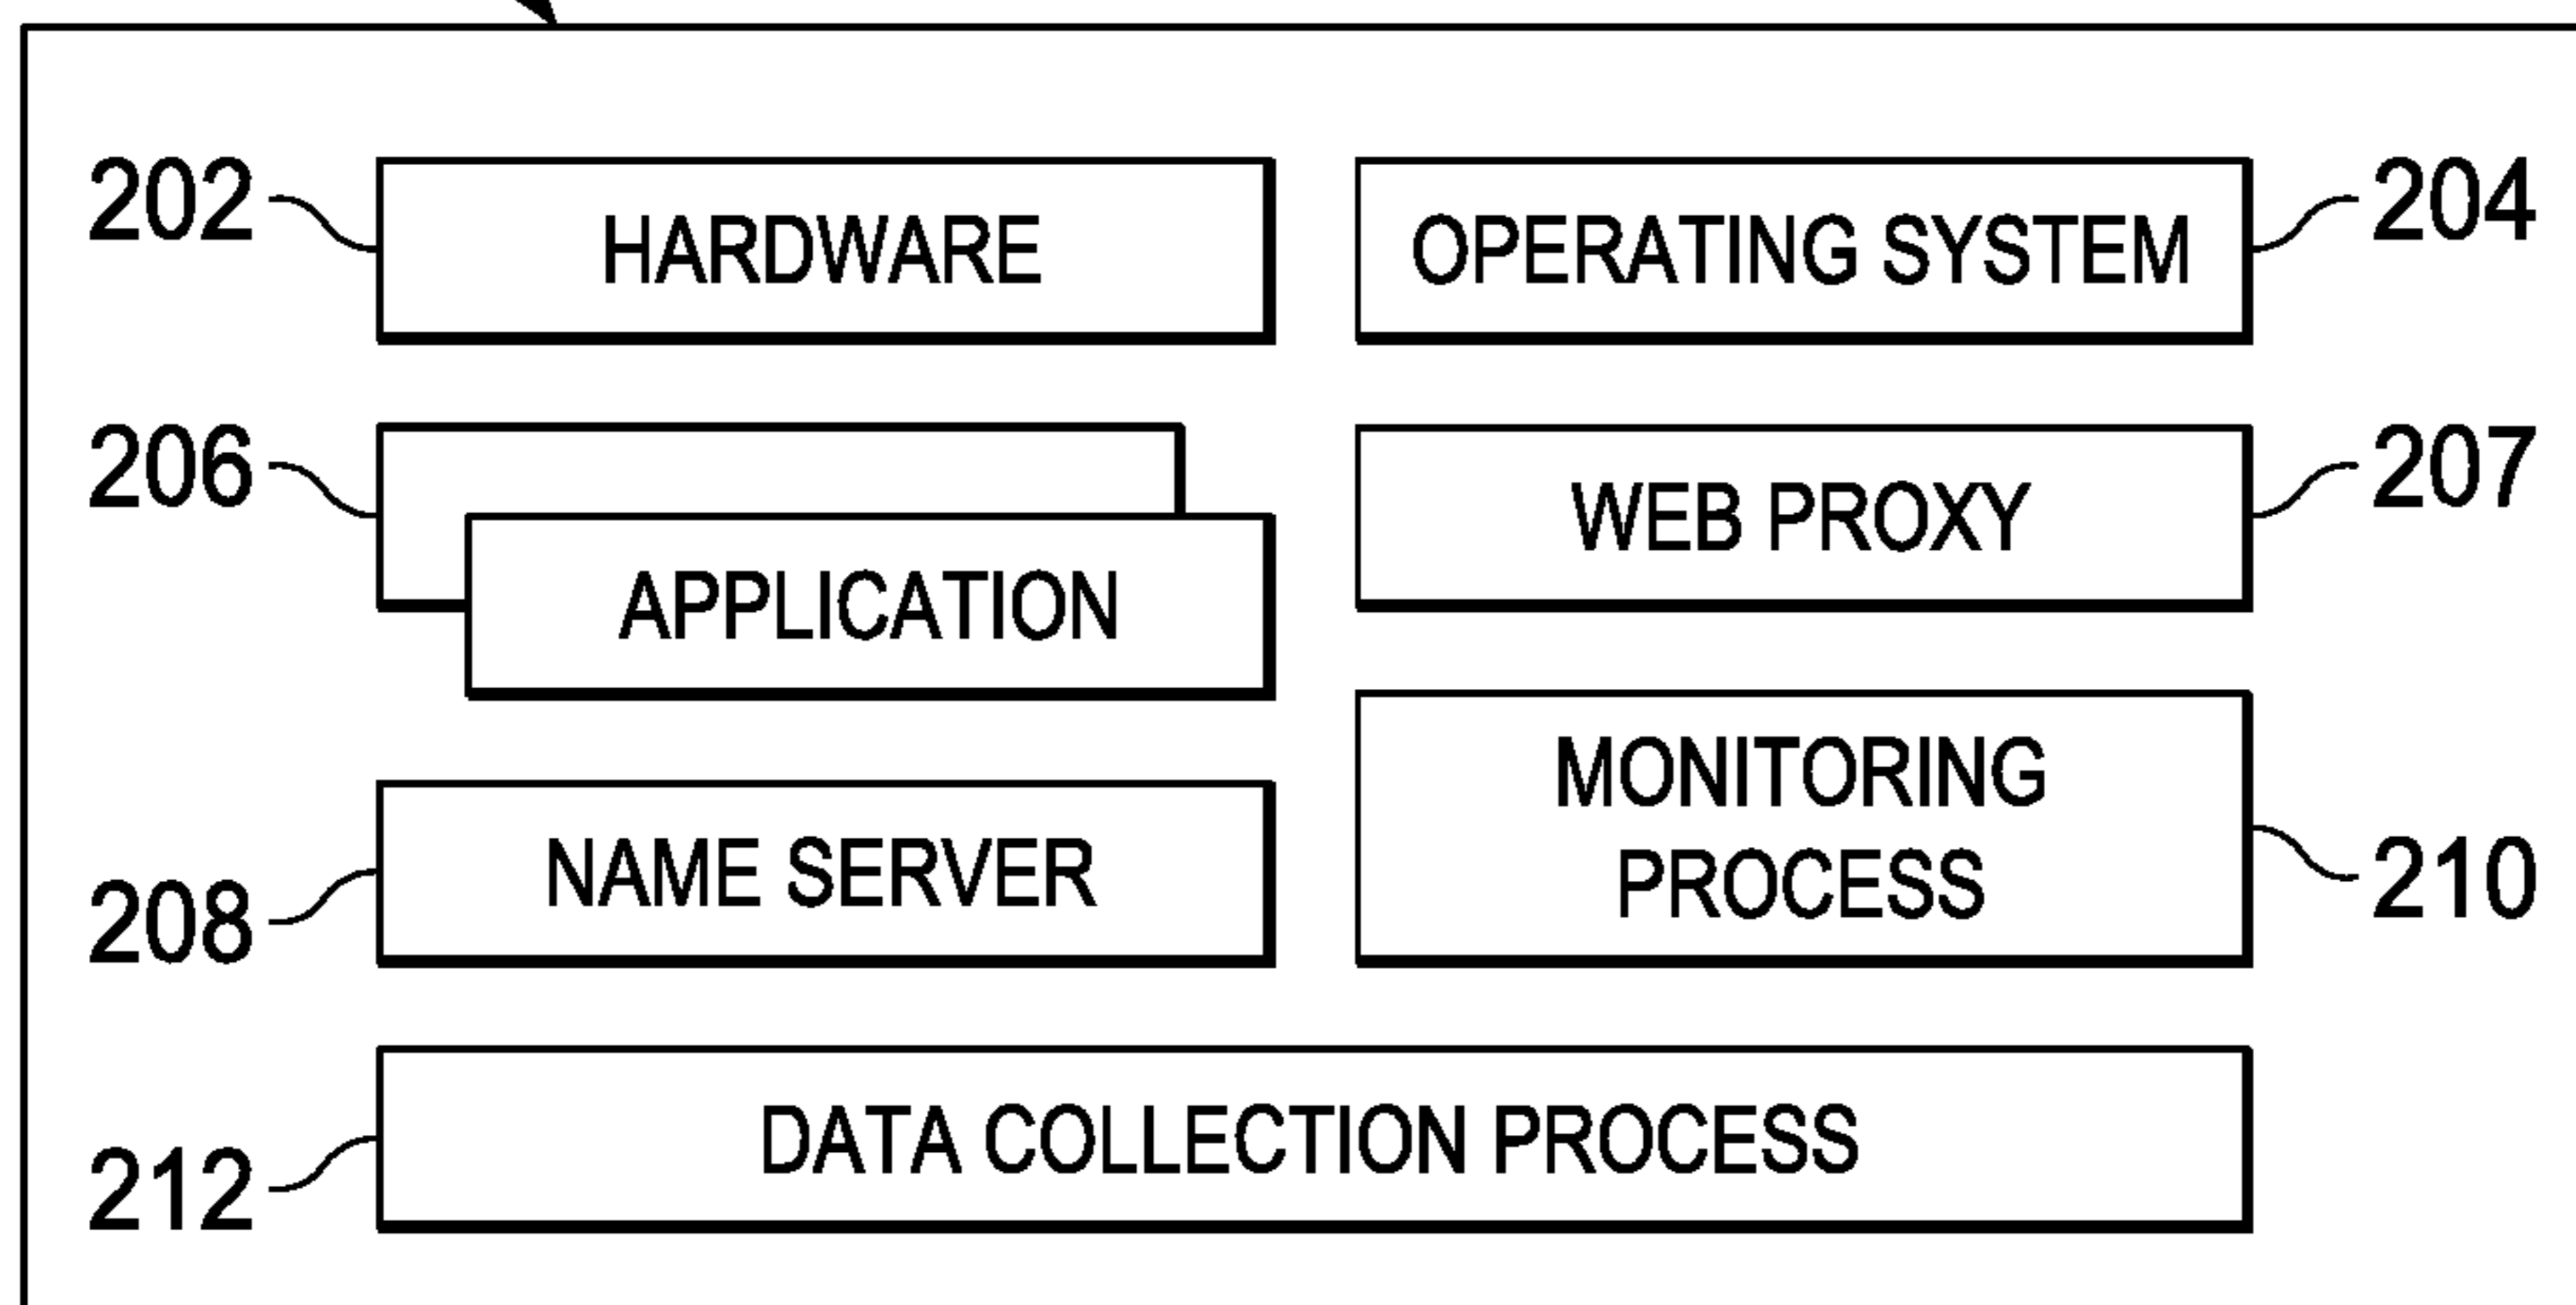 202
HARDWARE
OPERATING SYSTEM
204
206
APPLICATION
WEB PROXY
207
208
NAME SERVER
MONITORING
PROCESS
210
212
DATA COLLECTION PROCESS